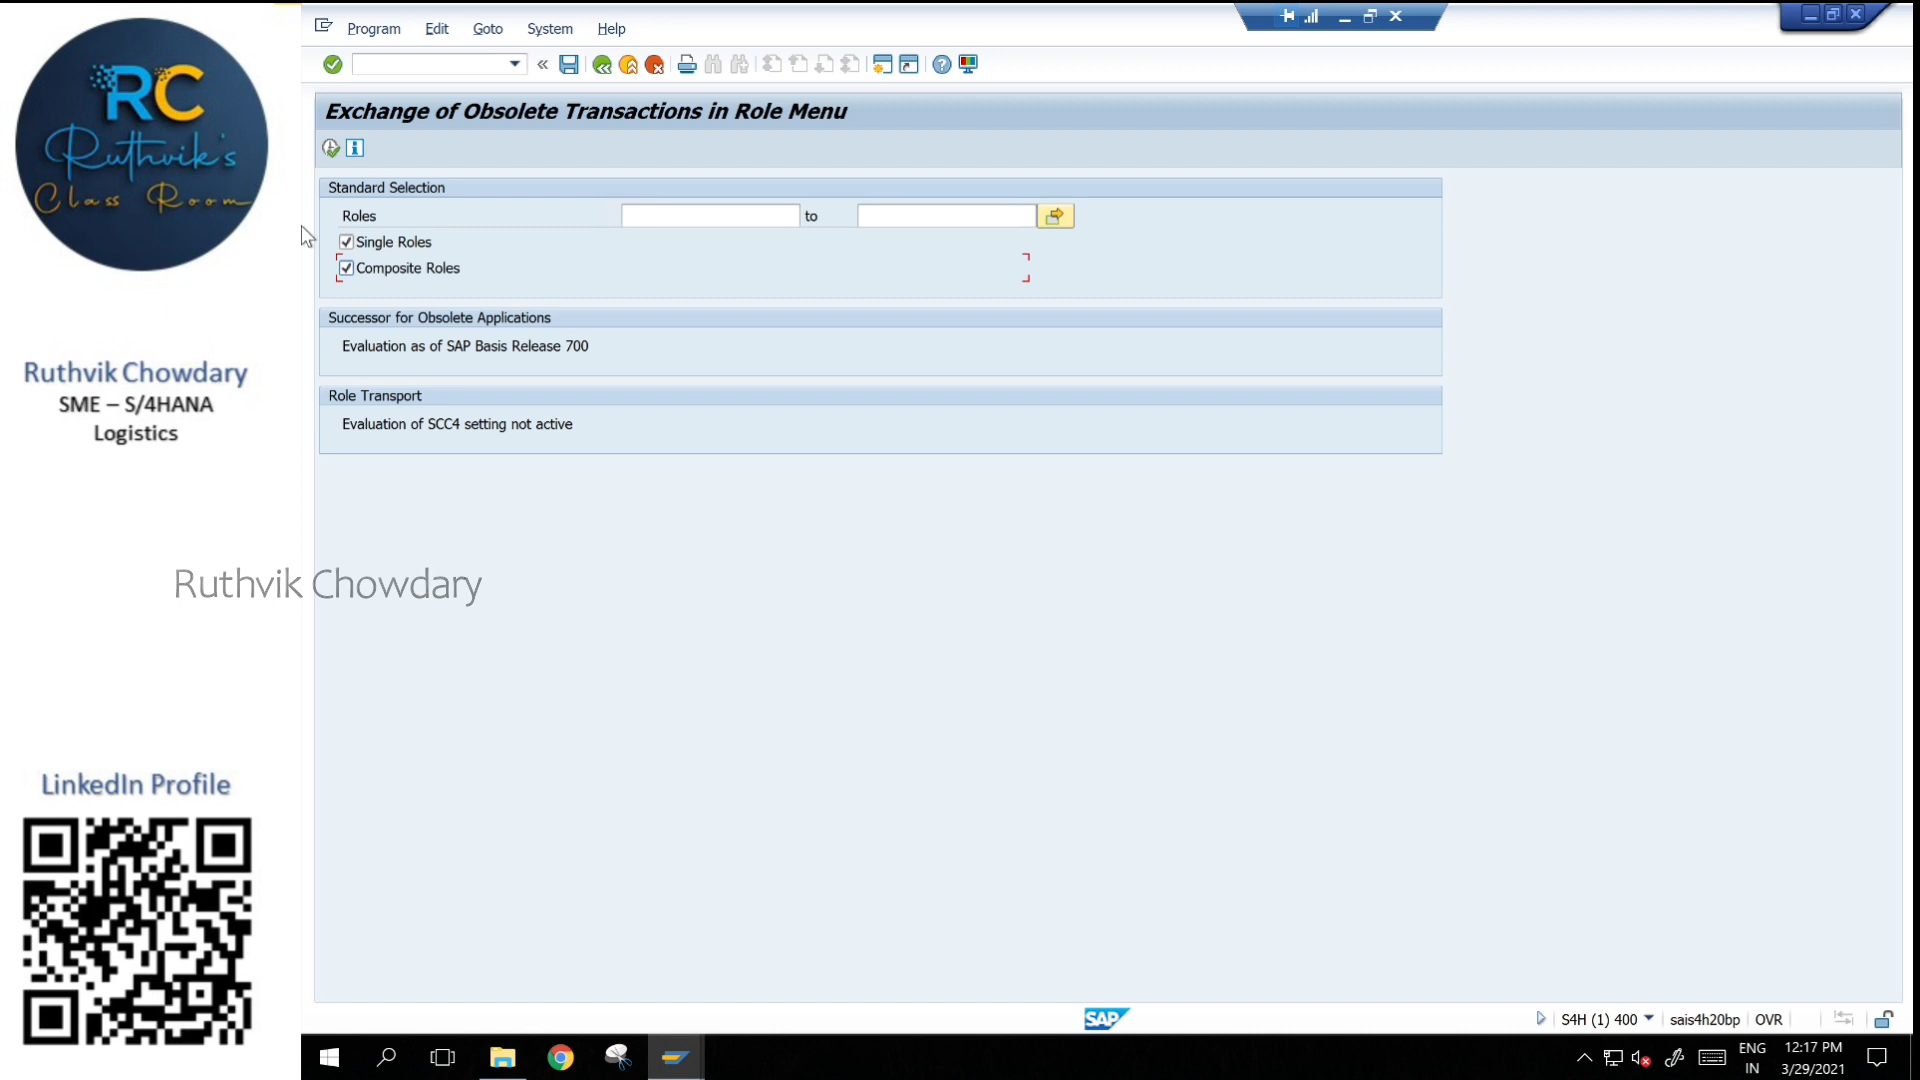 RC
Ruthvik's
Class Room
Ruthvik Chowdary
SME – S/4HANA
Logistics
Ruthvik Chowdary
LinkedIn Profile
Program Edit Goto System Help
Exchange of Obsolete Transactions in Role Menu
Standard Selection
Roles to
Single Roles
Composite Roles
Successor for Obsolete Applications
Evaluation as of SAP Basis Release 700
Role Transport
Evaluation of SCC4 setting not active
SAP
S4H (1) 400 sais4h20bp OVR
ENG
IN
12:17 PM
3/29/2021